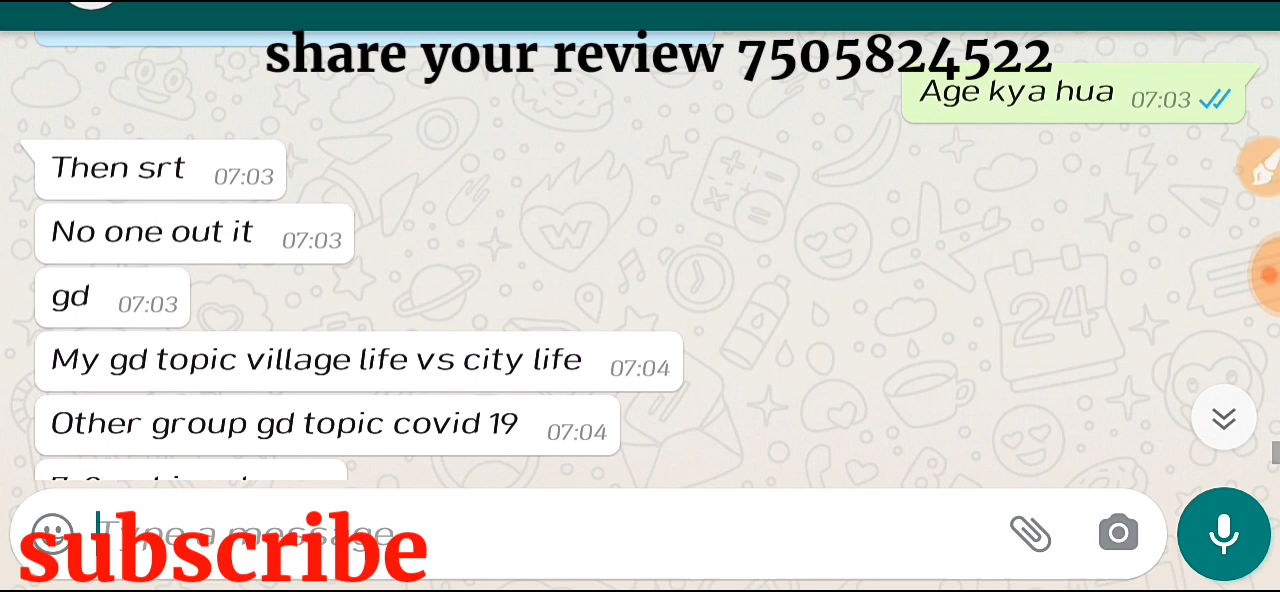 share your review 7505824522
Age kya hua 07:03
Then srt 07:03
No one out it 07:03
gd 07:03
My gd topic village life vs city life 07:04
Other group gd topic covid 19 07:04
Type a message
subscribe
24